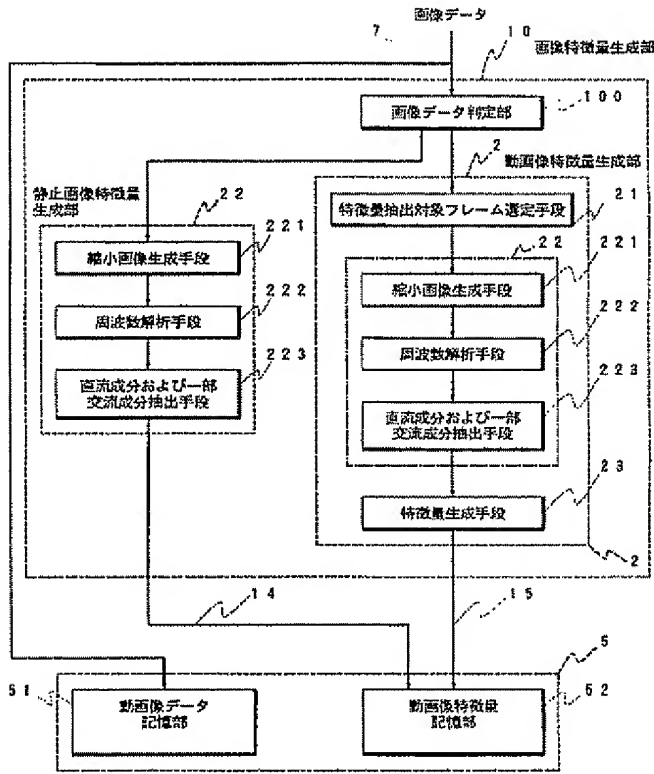 画像データ
7
10
画像特徴量生成部
画像データ判定部
100
2
動画像特徴量生成部
静止画像特徴量
生成部
22
特徴量抽出対象フレーム選定手段
21
縮小画像生成手段
221
22
縮小画像生成手段
221
周波数解析手段
222
周波数解析手段
222
直流成分および一部
交流成分抽出手段
223
直流成分および一部
交流成分抽出手段
223
特徴量生成手段
23
2
14
15
5
51
動画像データ
記憶部
動画像特徴量
記憶部
52